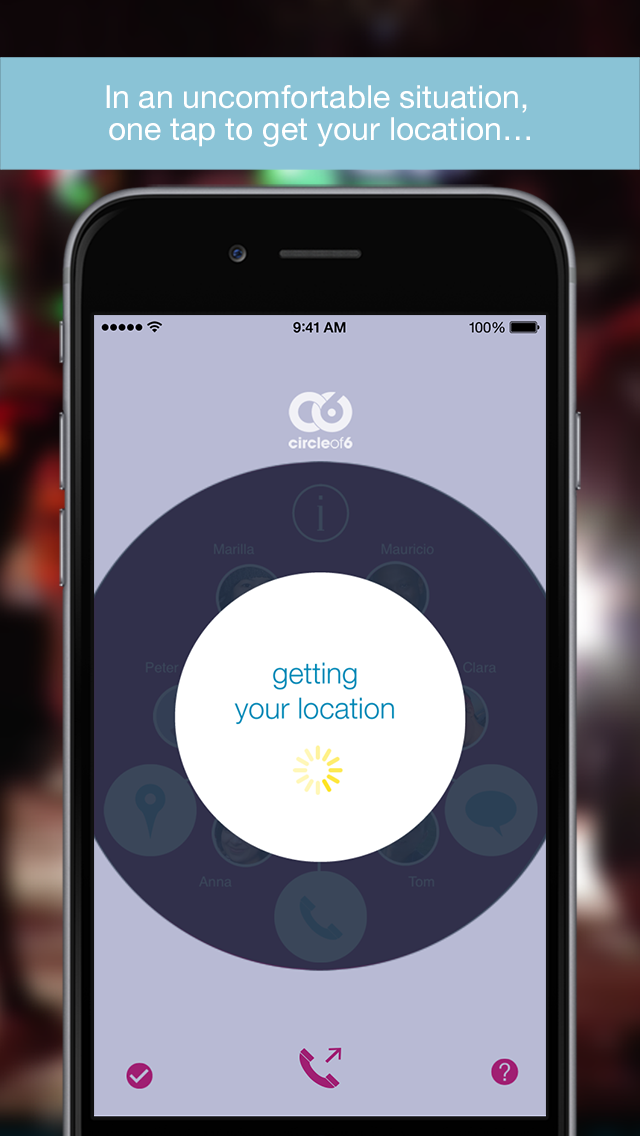 In an uncomfortable situation,
one tap to get your location…
9:41 AM
100%
circleof6
i
Marilla
Mauricio
getting
your location
Peter
Clara
Anna
Tom
?